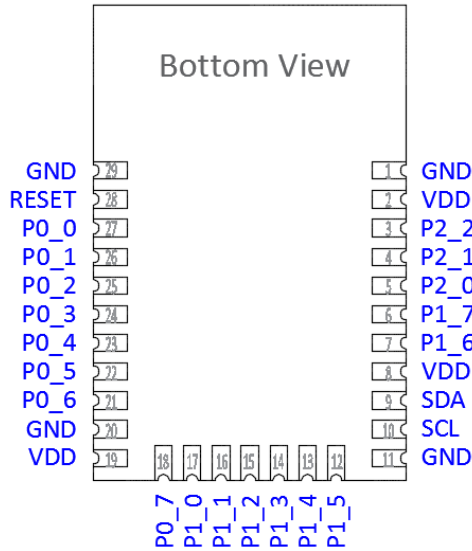 Bottom View
GND 29 1 GND
RESET 28 2 VDD
P0_0 27 3 P2_2
P0_1 26 4 P2_1
P0_2 25 5 P2_0
P0_3 24 6 P1_7
P0_4 23 7 P1_6
P0_5 22 8 VDD
P0_6 21 9 SDA
GND 20 10 SCL
VDD 19 11 GND
18 17 16 15 14 13 12
P0_7
P1_0
P1_1
P1_2
P1_3
P1_4
P1_5